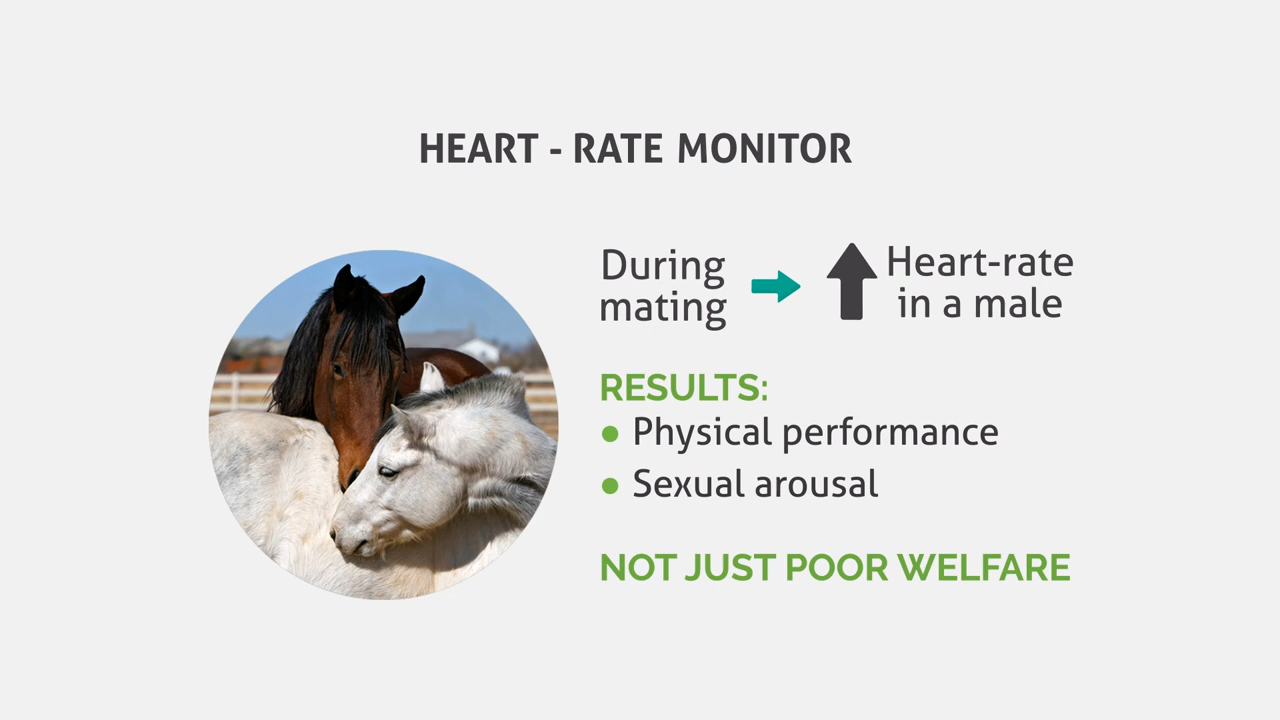 HEART - RATE MONITOR
During
mating
Heart-rate
in a male
RESULTS:
• Physical performance
• Sexual arousal
NOT JUST POOR WELFARE